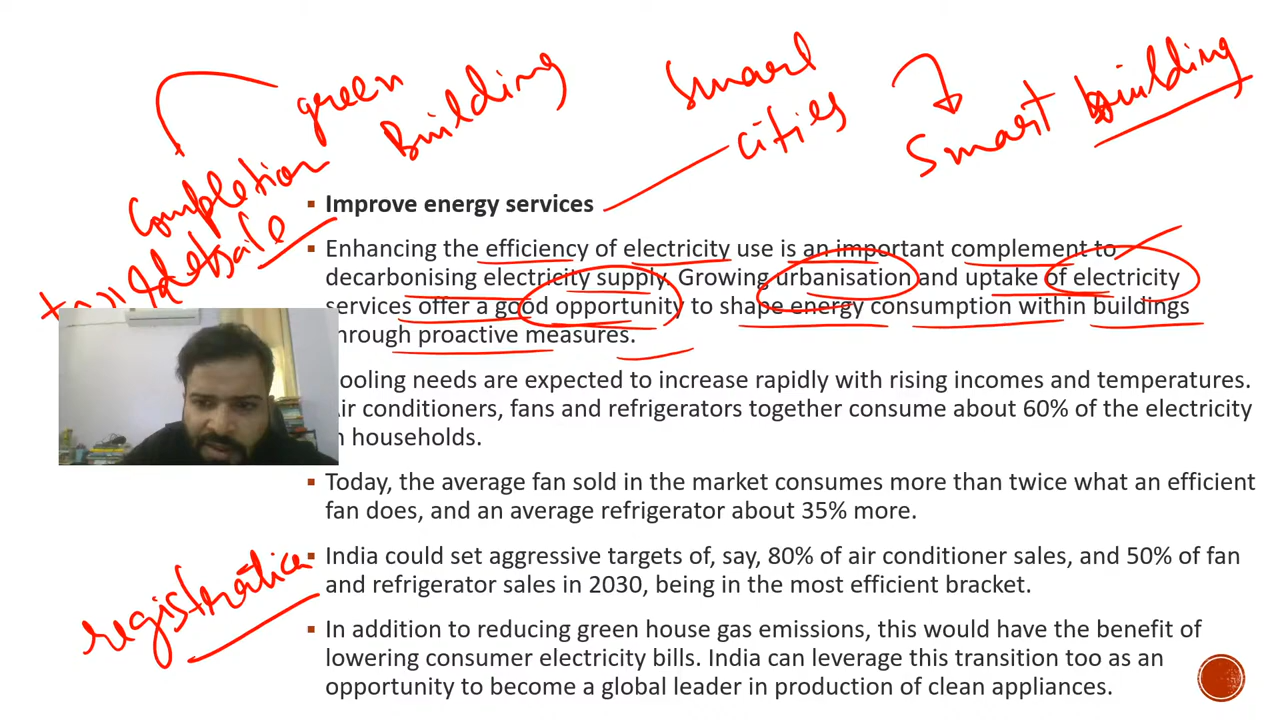 green
Building
Smart
cities
Smart building
Completion
▪ Improve energy services
▪ Enhancing the efficiency of electricity use is an important complement to
decarbonising electricity supply. Growing urbanisation and uptake of electricity
services offer a good opportunity to shape energy consumption within buildings
through proactive measures.
ooling needs are expected to increase rapidly with rising incomes and temperatures.
ir conditioners, fans and refrigerators together consume about 60% of the electricity
n households.
▪ Today, the average fan sold in the market consumes more than twice what an efficient
fan does, and an average refrigerator about 35% more.
registration
▪ India could set aggressive targets of, say, 80% of air conditioner sales, and 50% of fan
and refrigerator sales in 2030, being in the most efficient bracket.
▪ In addition to reducing green house gas emissions, this would have the benefit of
lowering consumer electricity bills. India can leverage this transition too as an
opportunity to become a global leader in production of clean appliances.